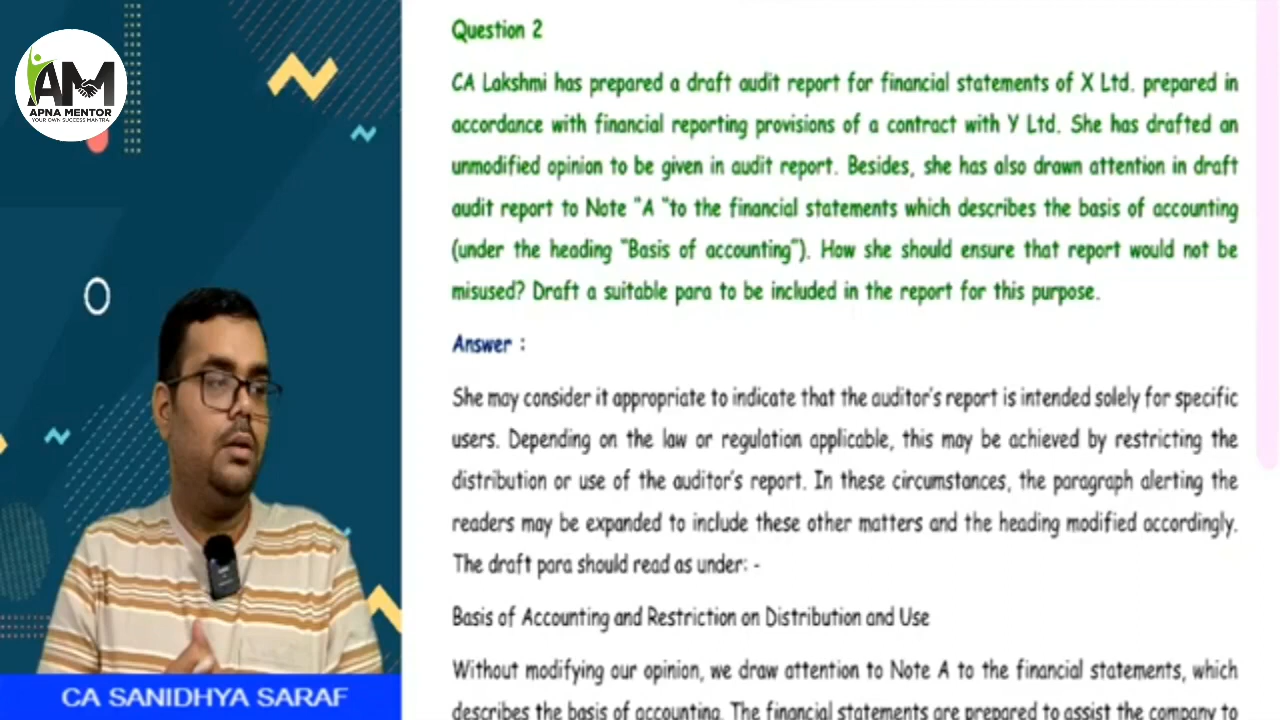 AM
APNA MENTOR
YOUR OWN SUCCESS MANTRA
Question 2
CA Lakshmi has prepared a draft audit report for financial statements of X Ltd. prepared in
accordance with financial reporting provisions of a contract with Y Ltd. She has drafted an
unmodified opinion to be given in audit report. Besides, she has also drawn attention in draft
audit report to Note "A "to the financial statements which describes the basis of accounting
(under the heading "Basis of accounting"). How she should ensure that report would not be
misused? Draft a suitable para to be included in the report for this purpose.
Answer :
She may consider it appropriate to indicate that the auditor's report is intended solely for specific
users. Depending on the law or regulation applicable, this may be achieved by restricting the
distribution or use of the auditor's report. In these circumstances, the paragraph alerting the
readers may be expanded to include these other matters and the heading modified accordingly.
The draft para should read as under: -
Basis of Accounting and Restriction on Distribution and Use
Without modifying our opinion, we draw attention to Note A to the financial statements, which
describes the basis of accounting. The financial statements are prepared to assist the company to
CA SANIDHYA SARAF